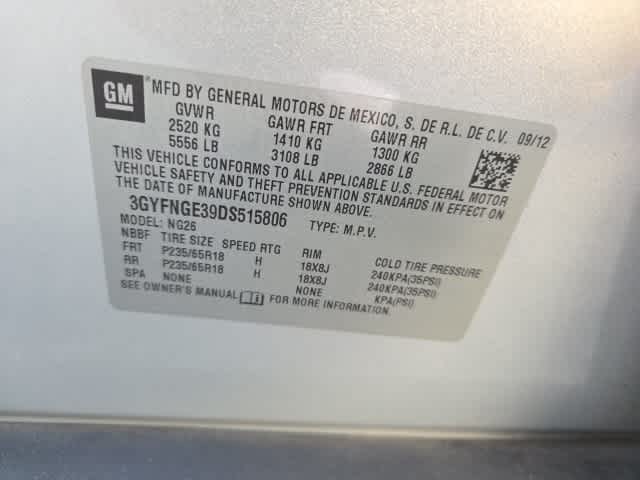 GM
®MFD BY GENERAL MOTORS DE MEXICO, S. DE R.L. DE C.V. 09/12
GVWR GAWR FRT GAWR RR
2520 KG 1410 KG 1300 KG
5556 LB 3108 LB 2866 LB
THIS VEHICLE CONFORMS TO ALL APPLICABLE U.S. FEDERAL MOTOR
VEHICLE SAFETY AND THEFT PREVENTION STANDARDS IN EFFECT ON
THE DATE OF MANUFACTURE SHOWN ABOVE.
3GYFNGE39DS515806 TYPE: M.P.V.
MODEL: NG26
NBBF TIRE SIZE SPEED RTG RIM COLD TIRE PRESSURE
FRT P235/65R18 H 18X8J 240KPA(35PSI)
RR P235/65R18 H 18X8J 240KPA(35PSI)
SPA NONE NONE KPA(PSI)
SEE OWNER'S MANUAL FOR MORE INFORMATION.